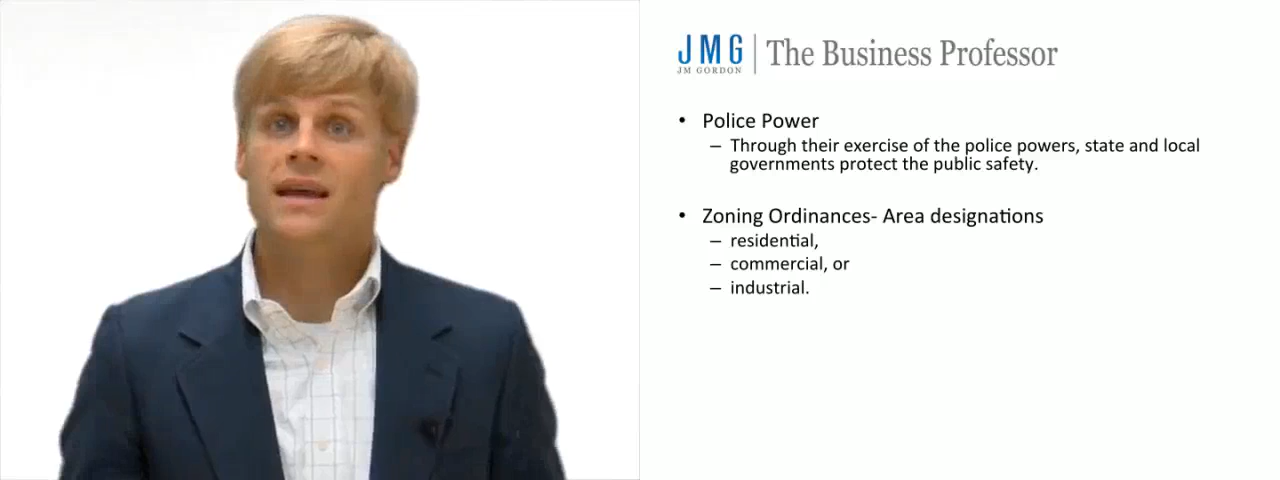 JMG | The Business Professor
JM GORDON
• Police Power
– Through their exercise of the police powers, state and local
governments protect the public safety.
• Zoning Ordinances- Area designations
– residential,
– commercial, or
– industrial.